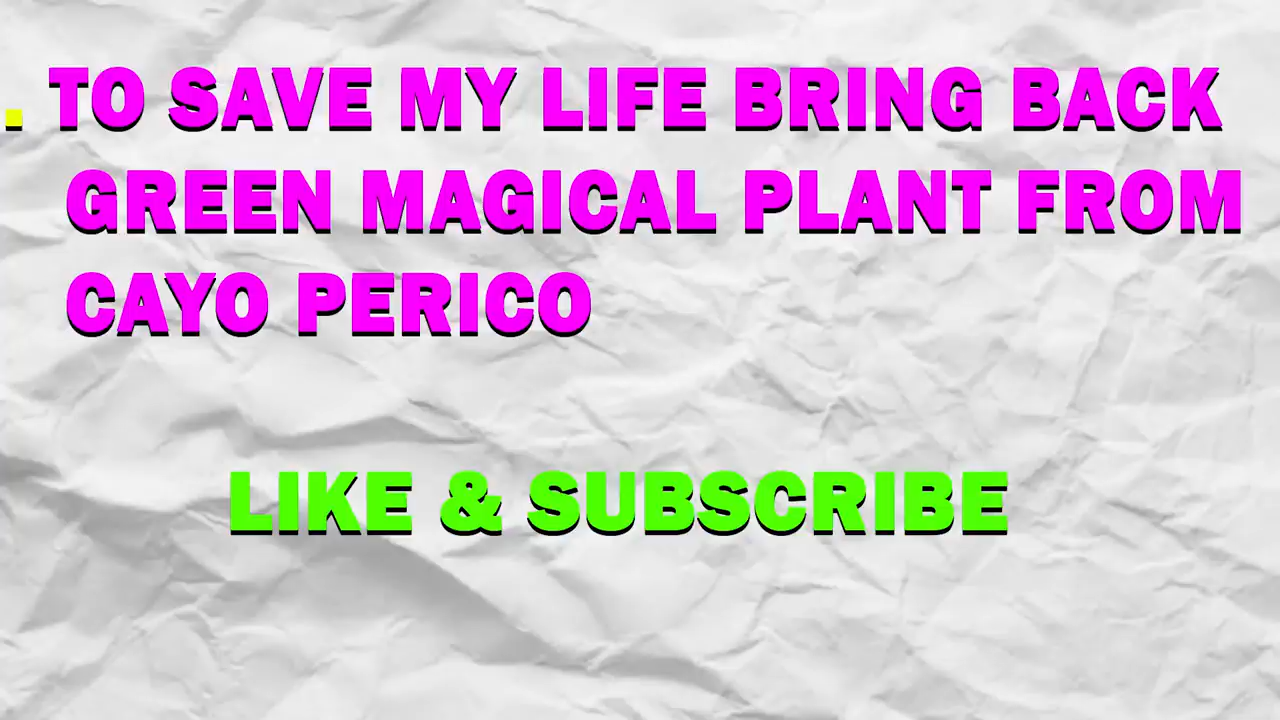 . TO SAVE MY LIFE BRING BACK
GREEN MAGICAL PLANT FROM
CAYO PERICO
LIKE & SUBSCRIBE